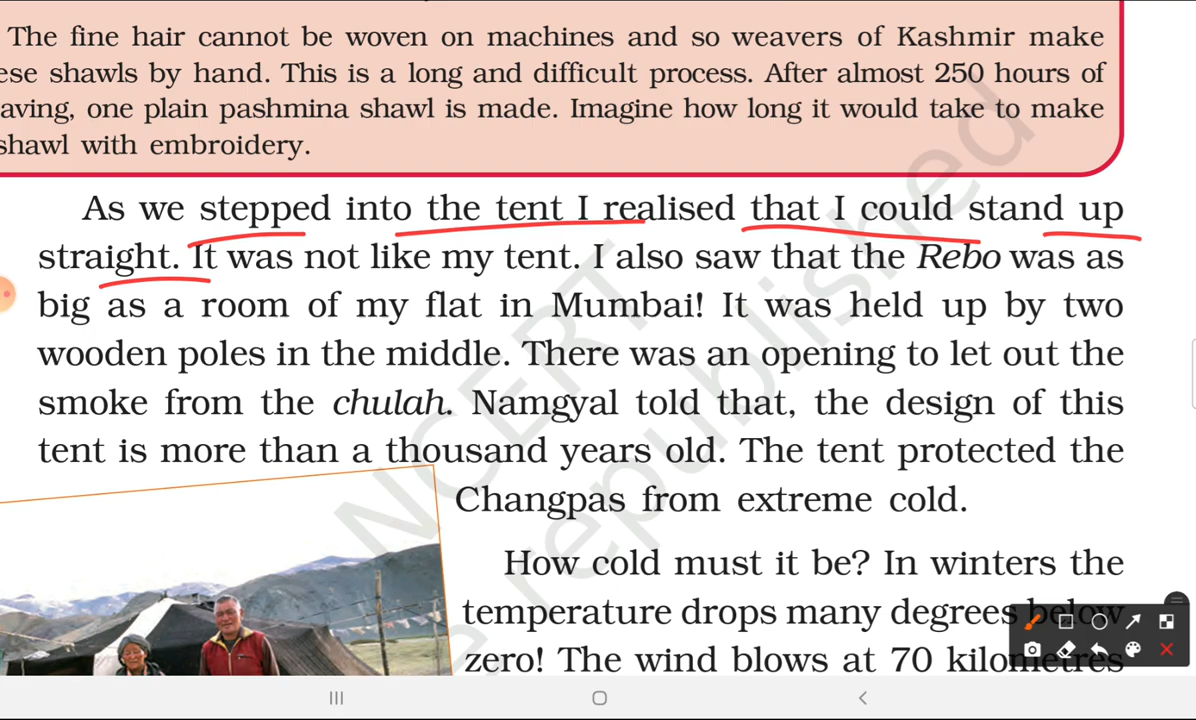 The fine hair cannot be woven on machines and so weavers of Kashmir make
ese shawls by hand. This is a long and difficult process. After almost 250 hours of
aving, one plain pashmina shawl is made. Imagine how long it would take to make
shawl with embroidery.
As we stepped into the tent I realised that I could stand up
straight. It was not like my tent. I also saw that the Rebo was as
big as a room of my flat in Mumbai! It was held up by two
wooden poles in the middle. There was an opening to let out the
smoke from the chulah. Namgyal told that, the design of this
tent is more than a thousand years old. The tent protected the
Changpas from extreme cold.
How cold must it be? In winters the
temperature drops many degrees below
zero! The wind blows at 70 kilometres
NCERT
republished